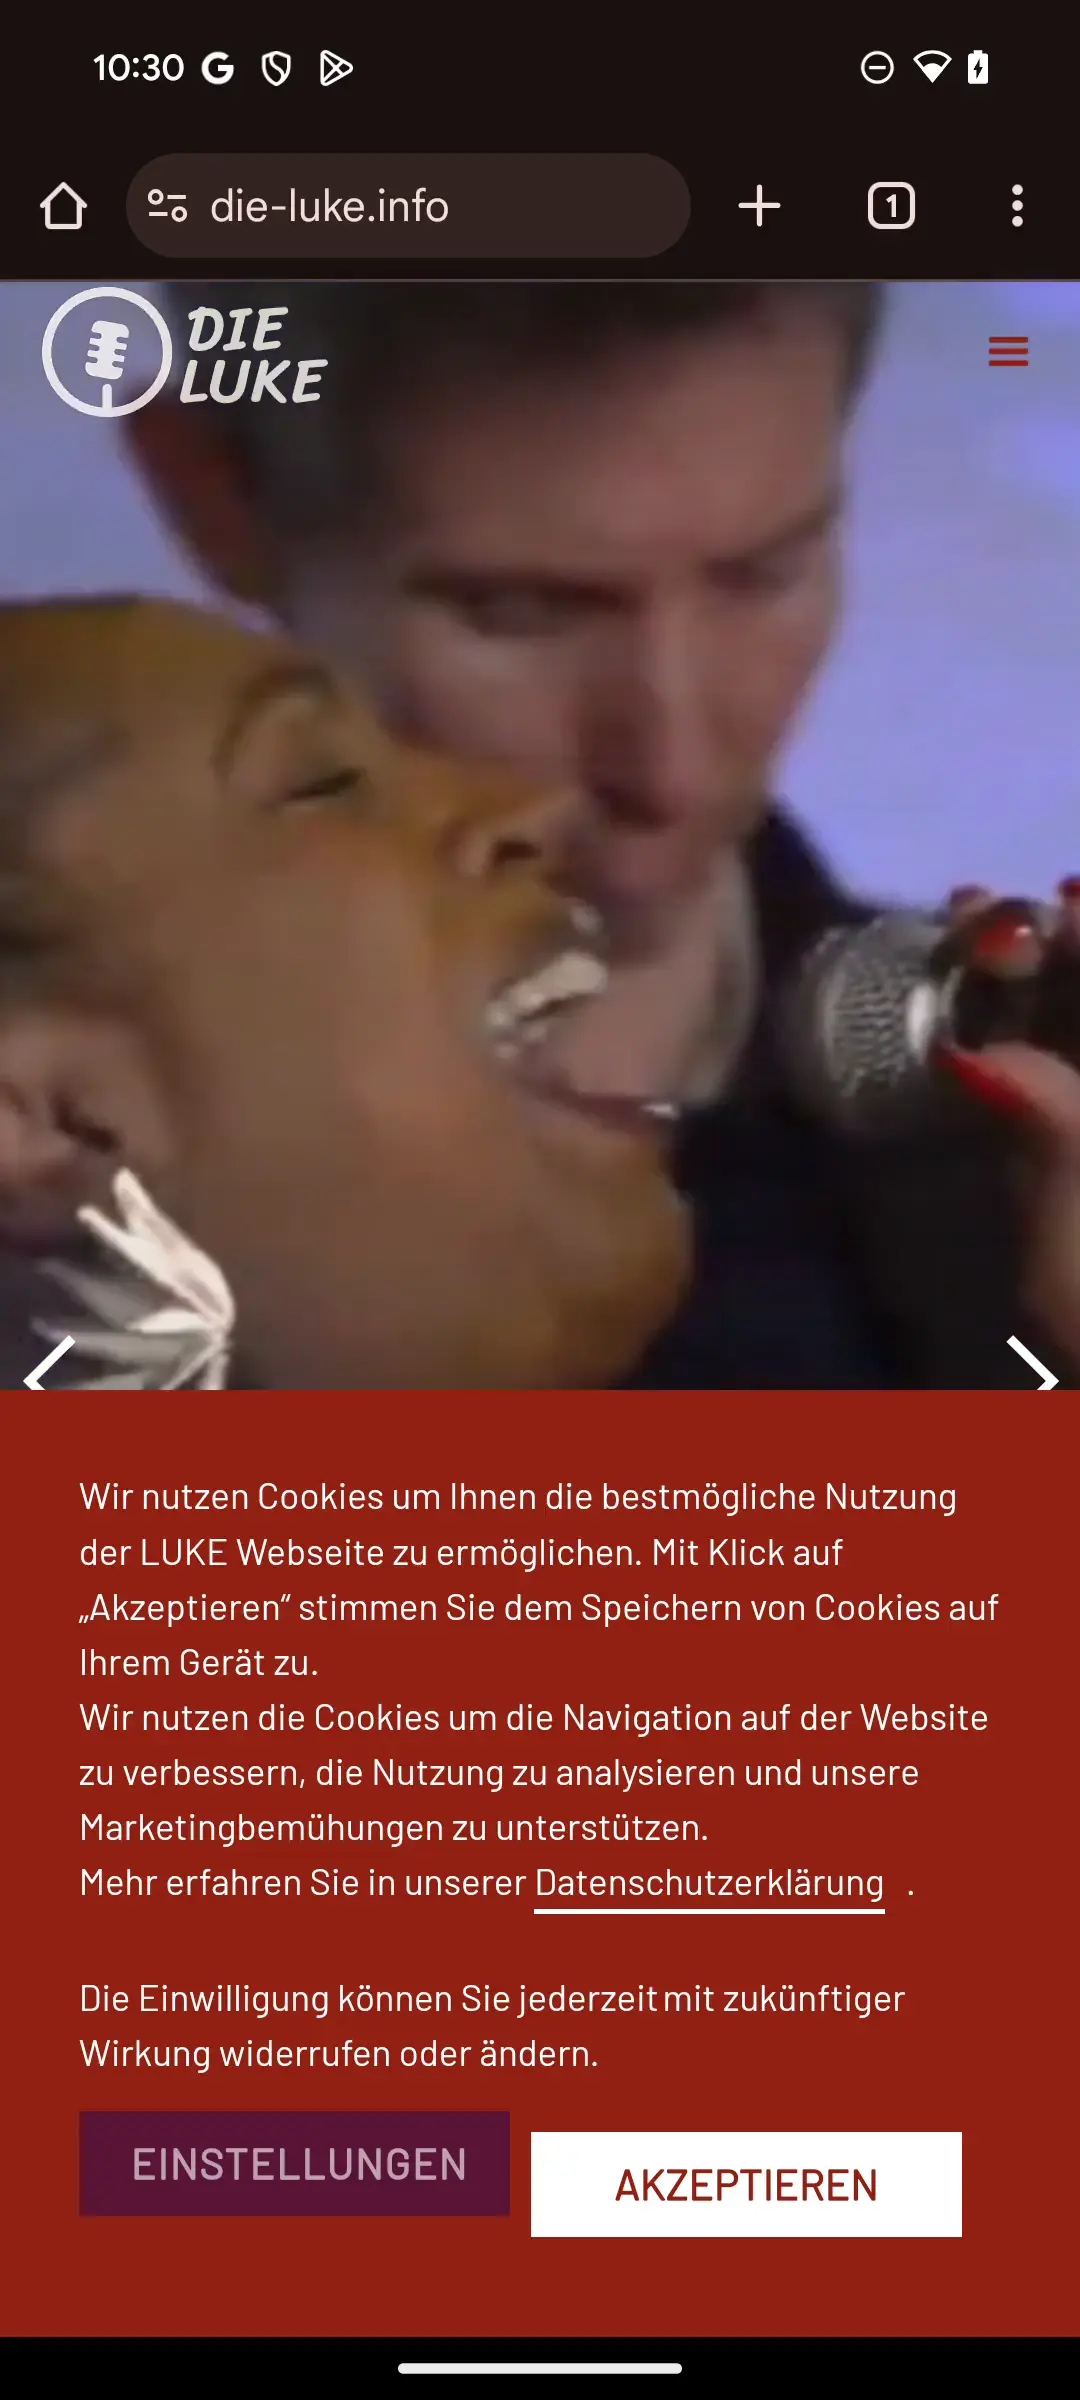 10:30
die-luke.info
1
DIE
LUKE
Wir nutzen Cookies um Ihnen die bestmögliche Nutzung
der LUKE Webseite zu ermöglichen. Mit Klick auf
„Akzeptieren“ stimmen Sie dem Speichern von Cookies auf
Ihrem Gerät zu.
Wir nutzen die Cookies um die Navigation auf der Website
zu verbessern, die Nutzung zu analysieren und unsere
Marketingbemühungen zu unterstützen.
Mehr erfahren Sie in unserer Datenschutzerklärung .
Die Einwilligung können Sie jederzeit mit zukünftiger
Wirkung widerrufen oder ändern.
EINSTELLUNGEN
AKZEPTIEREN